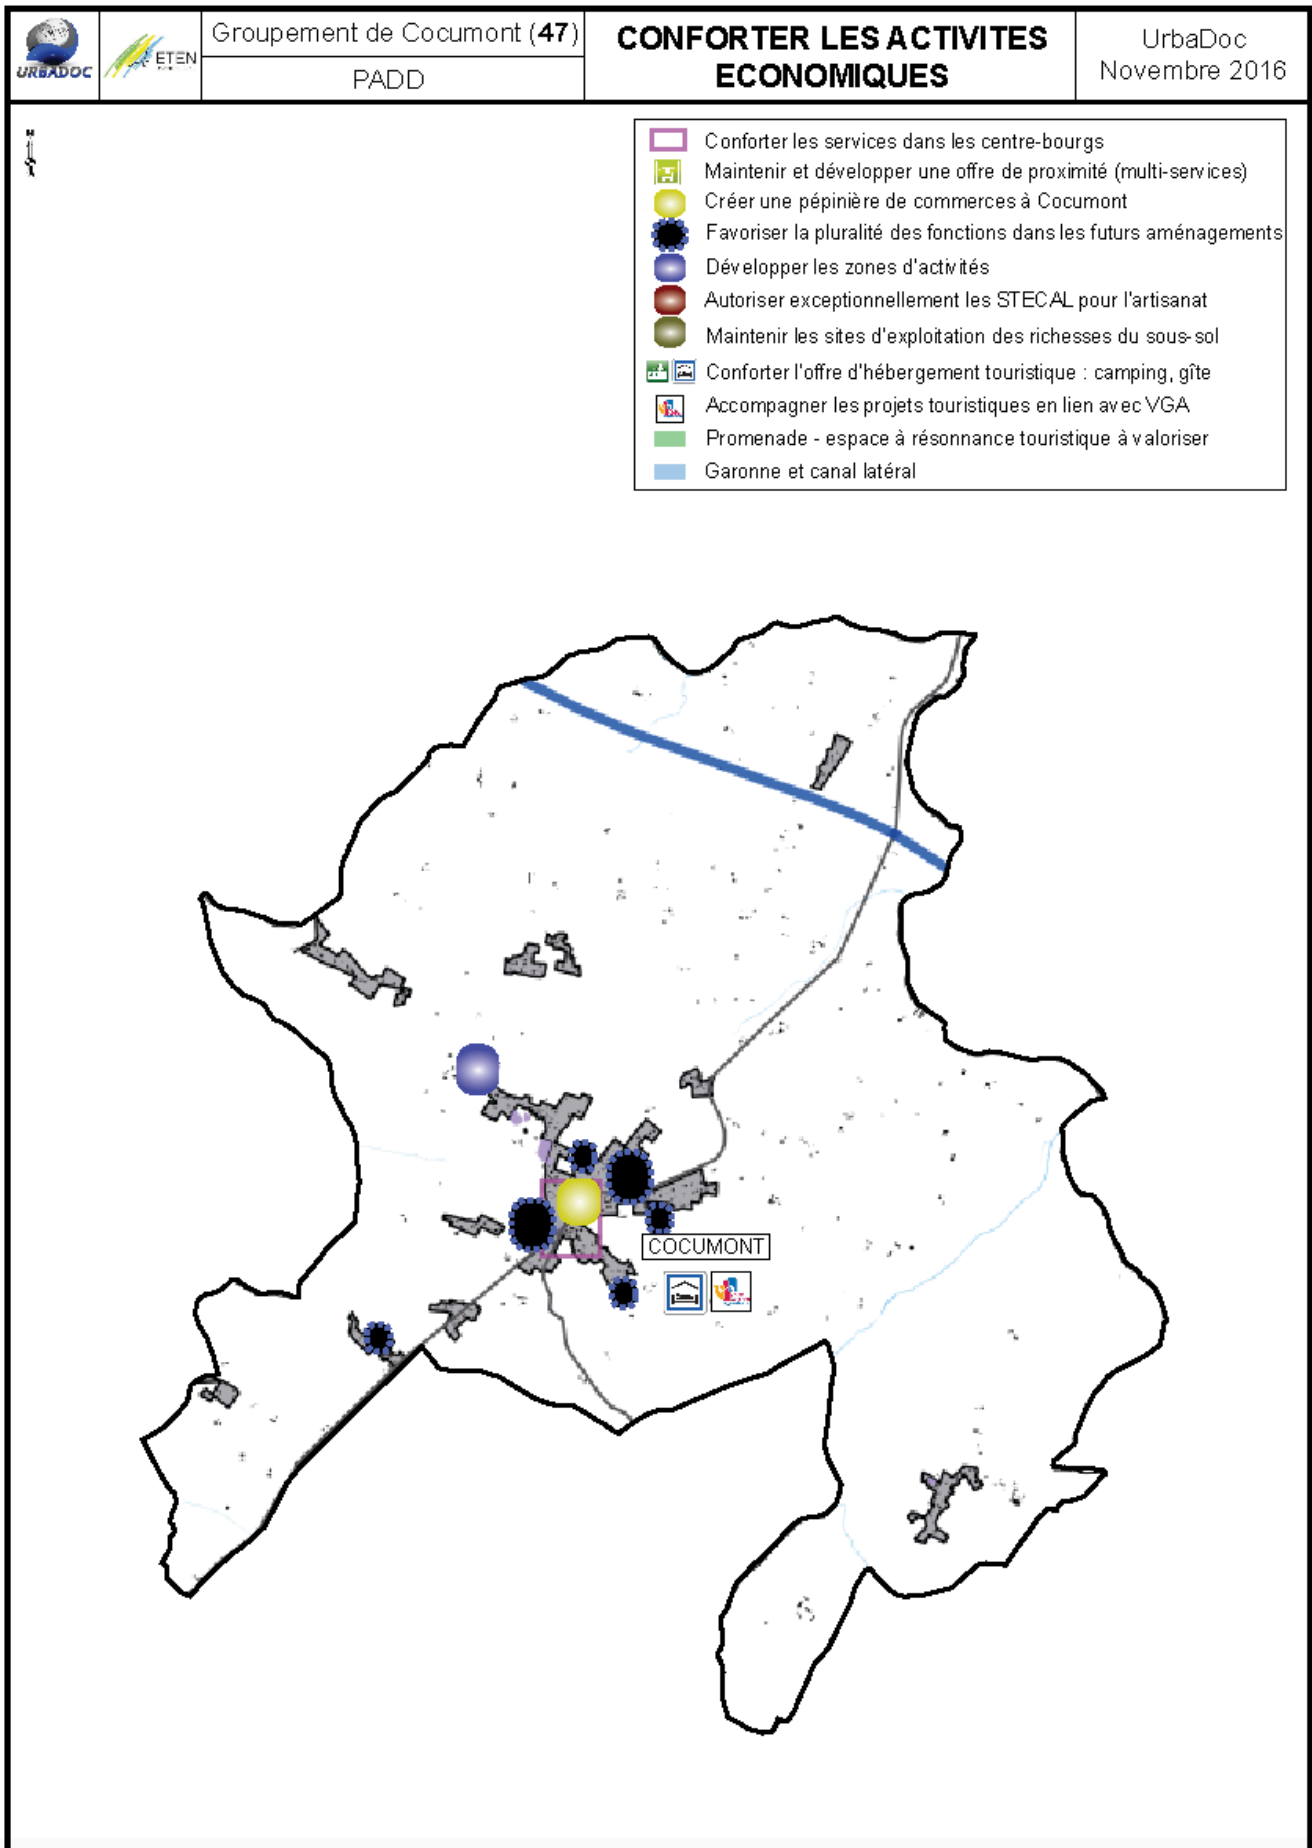 URBADOC
ETEN
Groupement de Cocumont (47)
PADD
CONFORTER LES ACTIVITES
ECONOMIQUES
UrbaDoc
Novembre 2016
N
Conforter les services dans les centre-bourgs
Maintenir et développer une offre de proximité (multi-services)
Créer une pépinière de commerces à Cocumont
Favoriser la pluralité des fonctions dans les futurs aménagements
Développer les zones d'activités
Autoriser exceptionnellement les STECAL pour l'artisanat
Maintenir les sites d'exploitation des richesses du sous-sol
Conforter l'offre d'hébergement touristique : camping, gîte
Accompagner les projets touristiques en lien avec VGA
Promenade - espace à résonnance touristique à valoriser
Garonne et canal latéral
COCUMONT